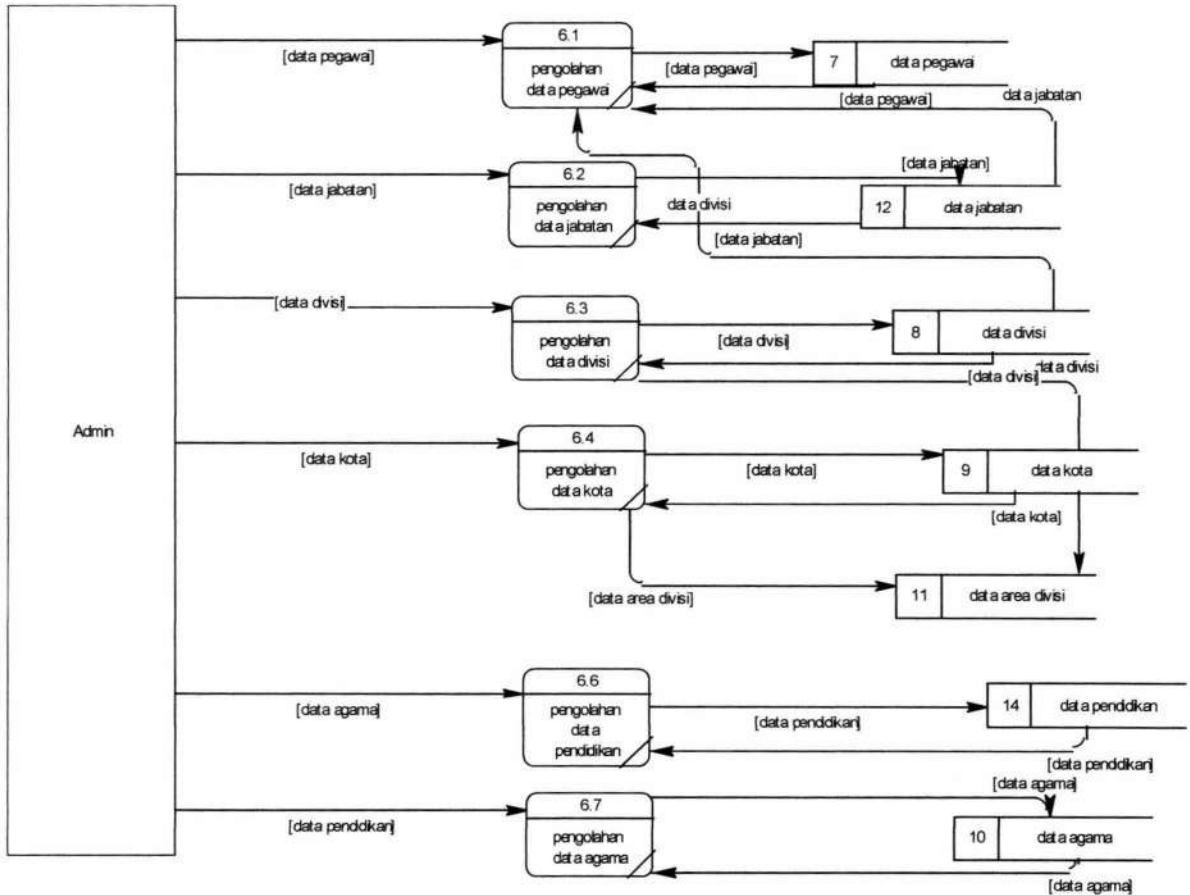 Admin
[data pegawai]
6.1
pengolahan
data pegawai
[data pegawai]
7
data pegawai
[data pegawai]
data jabatan
[data jabatan]
6.2
pengolahan
data jabatan
[data jabatan]
12
data jabatan
[data jabatan]
data divisi
[data divisi]
6.3
pengolahan
data divisi
[data divisi]
8
data divisi
[data divisi]
data divisi
[data kota]
6.4
pengolahan
data kota
[data kota]
9
data kota
[data kota]
[data area divisi]
11
data area divisi
[data agama]
6.6
pengolahan
data
pendidikan
[data pendidikan]
14
data pendidikan
[data pendidikan]
[data pendidikan]
6.7
pengolahan
data agama
[data agama]
10
data agama
[data agama]